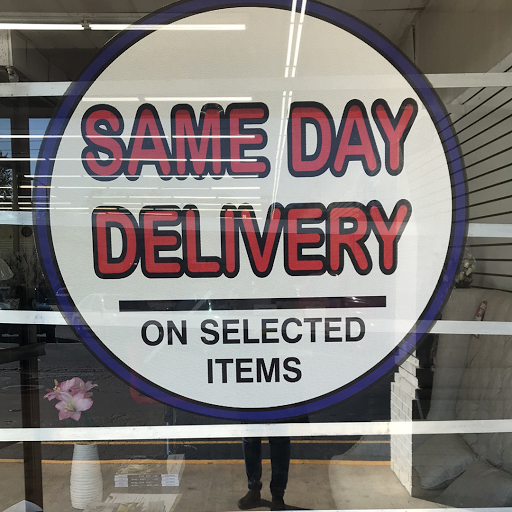 SAME DAY
DELIVERY
ON SELECTED
ITEMS